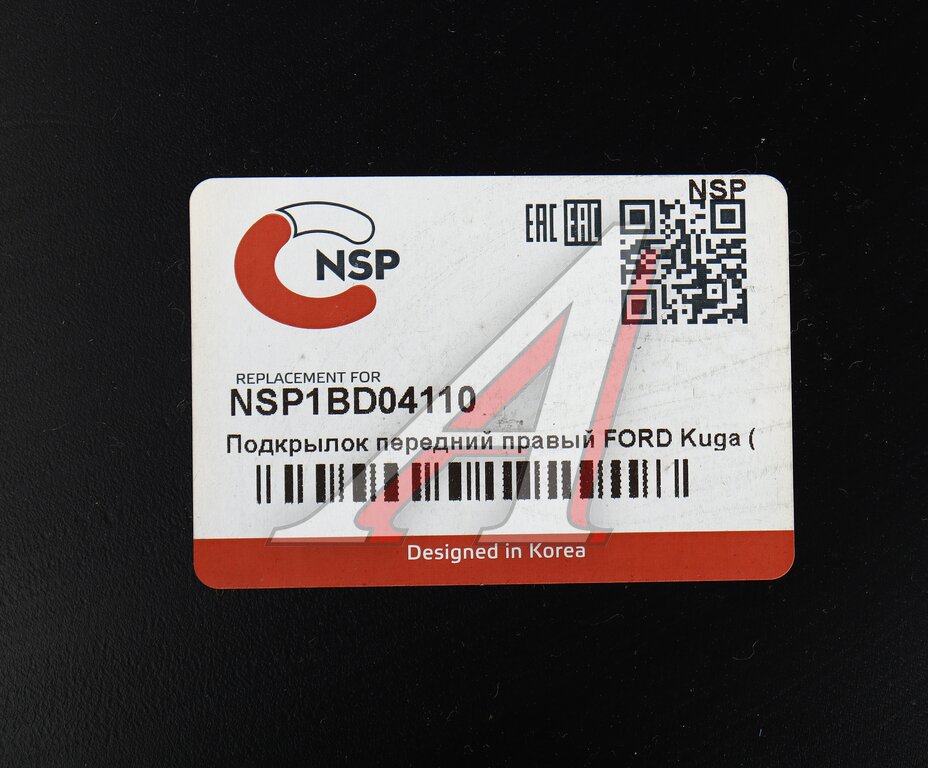 NSP
EAC EAC
NSP
REPLACEMENT FOR
NSP1BD04110
Подкрылок передний правый FORD Kuga (
Designed in Korea